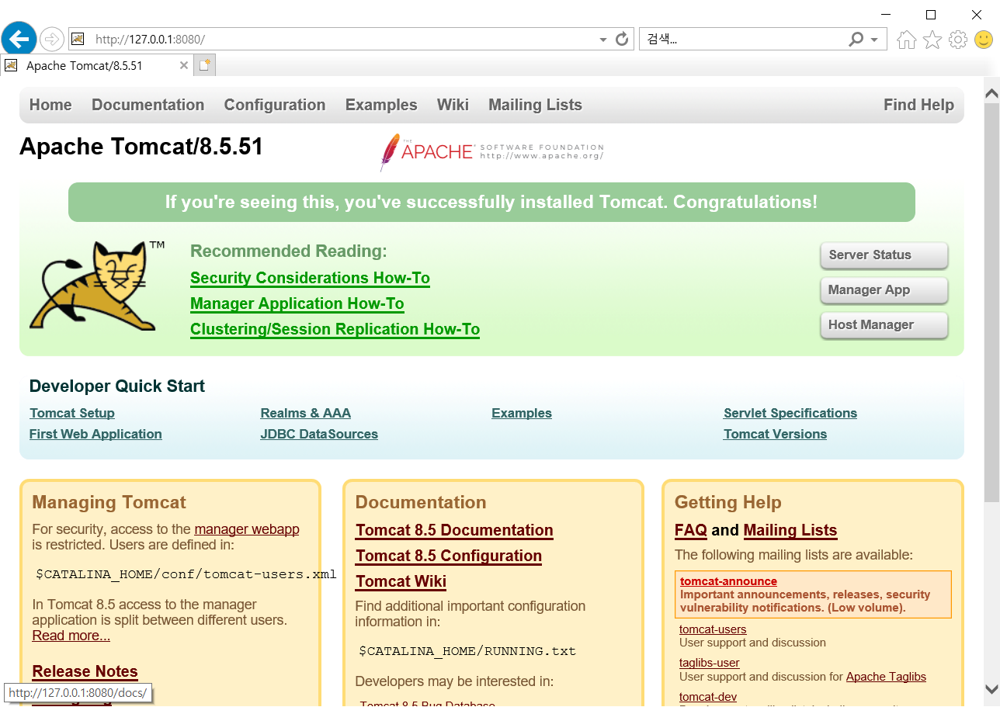 http://127.0.0.1:8080/
검색...
Apache Tomcat/8.5.51
Home Documentation Configuration Examples Wiki Mailing Lists Find Help
Apache Tomcat/8.5.51
THE APACHE SOFTWARE FOUNDATION
http://www.apache.org/
If you're seeing this, you've successfully installed Tomcat. Congratulations!
TM
Recommended Reading:
Security Considerations How-To
Manager Application How-To
Clustering/Session Replication How-To
Server Status
Manager App
Host Manager
Developer Quick Start
Tomcat Setup
First Web Application
Realms & AAA
JDBC DataSources
Examples
Servlet Specifications
Tomcat Versions
Managing Tomcat
For security, access to the manager webapp
is restricted. Users are defined in:
$CATALINA_HOME/conf/tomcat-users.xml
In Tomcat 8.5 access to the manager
application is split between different users.
Read more...
Release Notes
http://127.0.0.1:8080/docs/
Documentation
Tomcat 8.5 Documentation
Tomcat 8.5 Configuration
Tomcat Wiki
Find additional important configuration
information in:
$CATALINA_HOME/RUNNING.txt
Developers may be interested in:
Tomcat 8.5 Bug Database
Getting Help
FAQ and Mailing Lists
The following mailing lists are available:
tomcat-announce
Important announcements, releases, security
vulnerability notifications. (Low volume).
tomcat-users
User support and discussion
taglibs-user
User support and discussion for Apache Taglibs
tomcat-dev